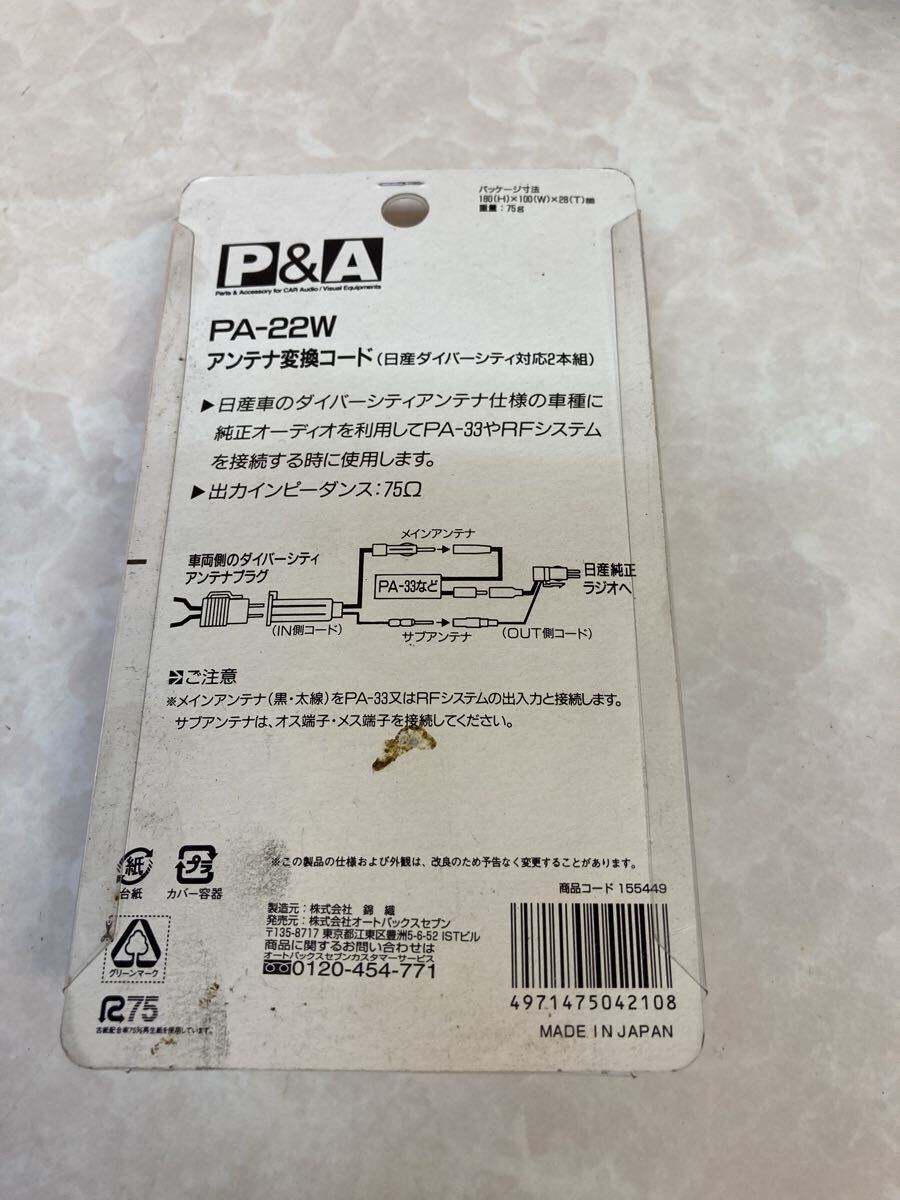 パッケージ寸法
180(H)×100(W)×28(T)mm
重量:75g
P&A
Parts & Accessory for CAR Audio / Visual Equipments
PA-22W
アンテナ変換コード(日産ダイバーシティ対応2本組)
▶日産車のダイバーシティアンテナ仕様の車種に
純正オーディオを利用してPA-33やRFシステム
を接続する時に使用します。
▶出力インピーダンス:75Ω
メインアンテナ
車両側のダイバーシティ
アンテナプラグ
PA-33など
日産純正
ラジオへ
(IN側コード)
サブアンテナ
(OUT側コード)
ご注意
※メインアンテナ(黒・太線)をPA-33又はRFシステムの出入力と接続します。
サブアンテナは、オス端子・メス端子を接続してください。
※この製品の仕様および外観は、改良のため予告なく変更することがあります。
紙
台紙
プラ
カバー容器
商品コード 155449
製造元:株式会社 錦織
発売元:株式会社オートバックスセブン
〒135-8717 東京都江東区豊洲5-6-52 ISTビル
商品に関するお問い合わせは
オートバックスセブンカスタマーサービス
0120-454-771
グリーンマーク
R75
古紙配合率75%再生紙を使用しています。
4971475042108
MADE IN JAPAN